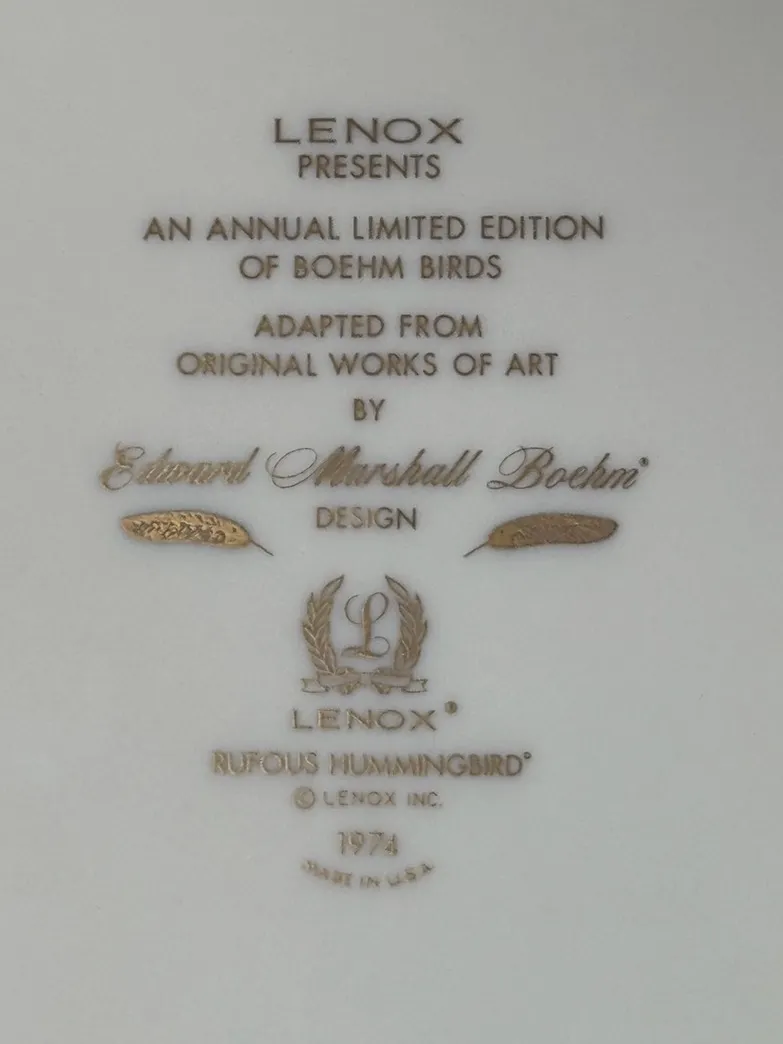 LENOX
PRESENTS
AN ANNUAL LIMITED EDITION
OF BOEHM BIRDS
ADAPTED FROM
ORIGINAL WORKS OF ART
BY
Edward Marshall Boehm®
DESIGN
L
LENOX®
RUFOUS HUMMINGBIRD®
© LENOX INC.
1974
MADE IN U.S.A.